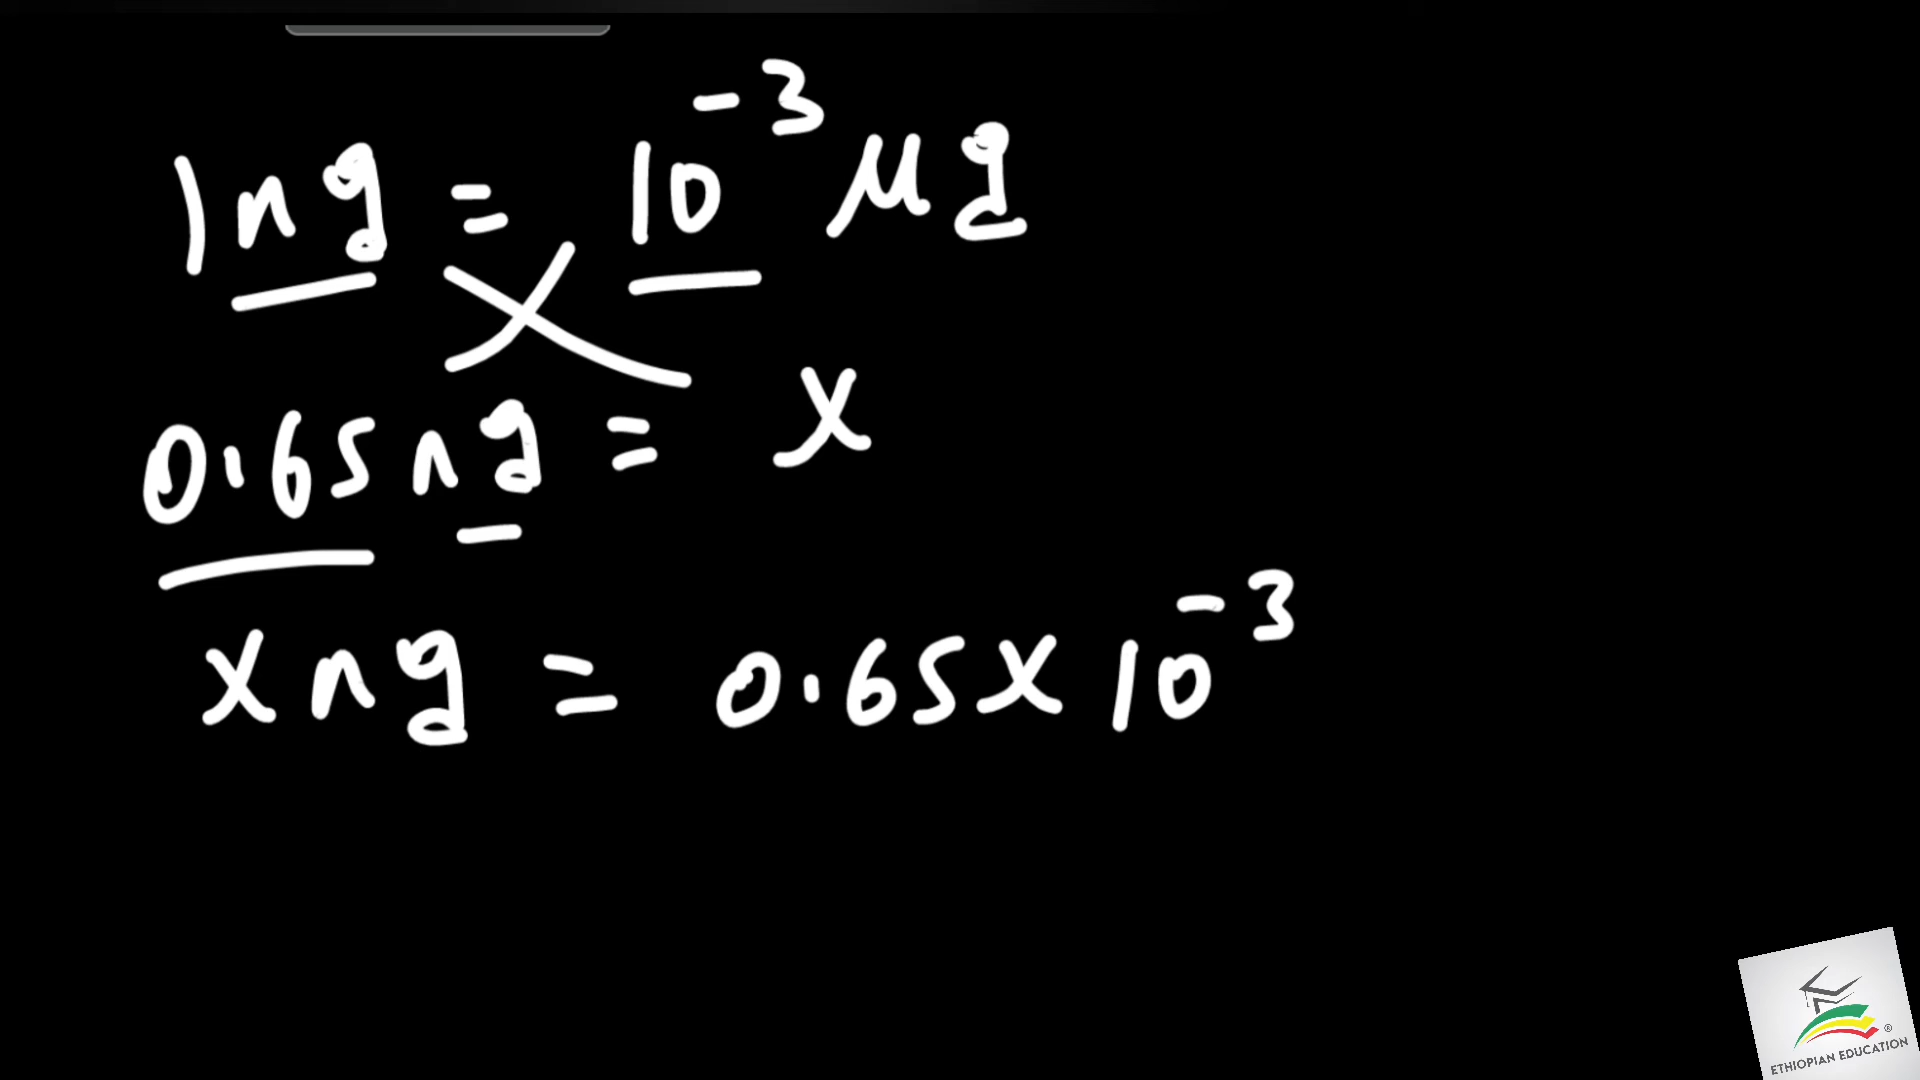 1ng = 10⁻³ μg
0.65ng = x
x ng = 0.65 x 10⁻³
ETHIOPIAN EDUCATION